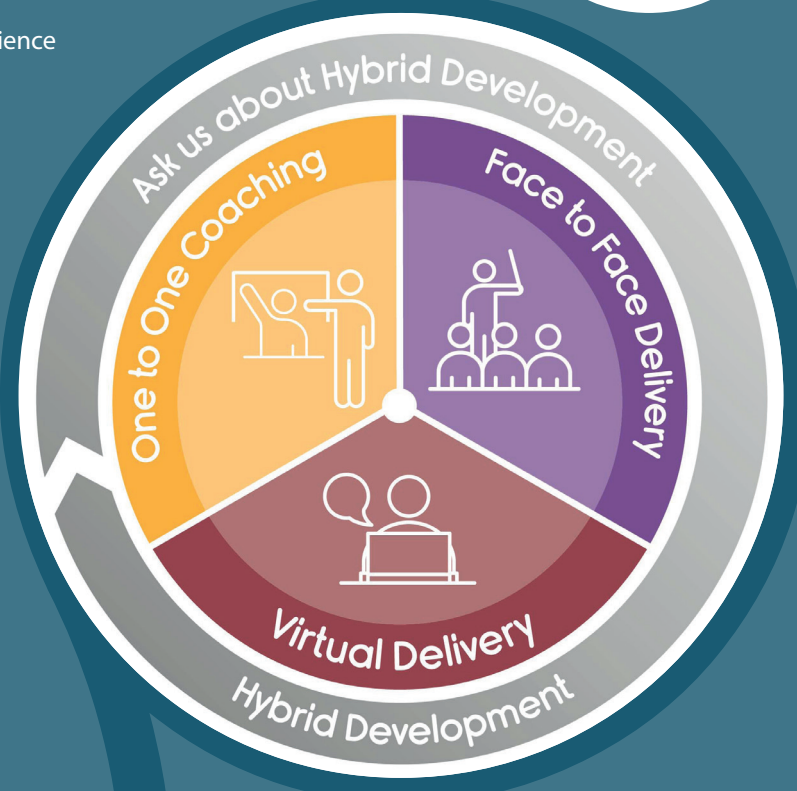 ience
Ask us about Hybrid Development
One to One Coaching
Face to Face Delivery
Virtual Delivery
Hybrid Development